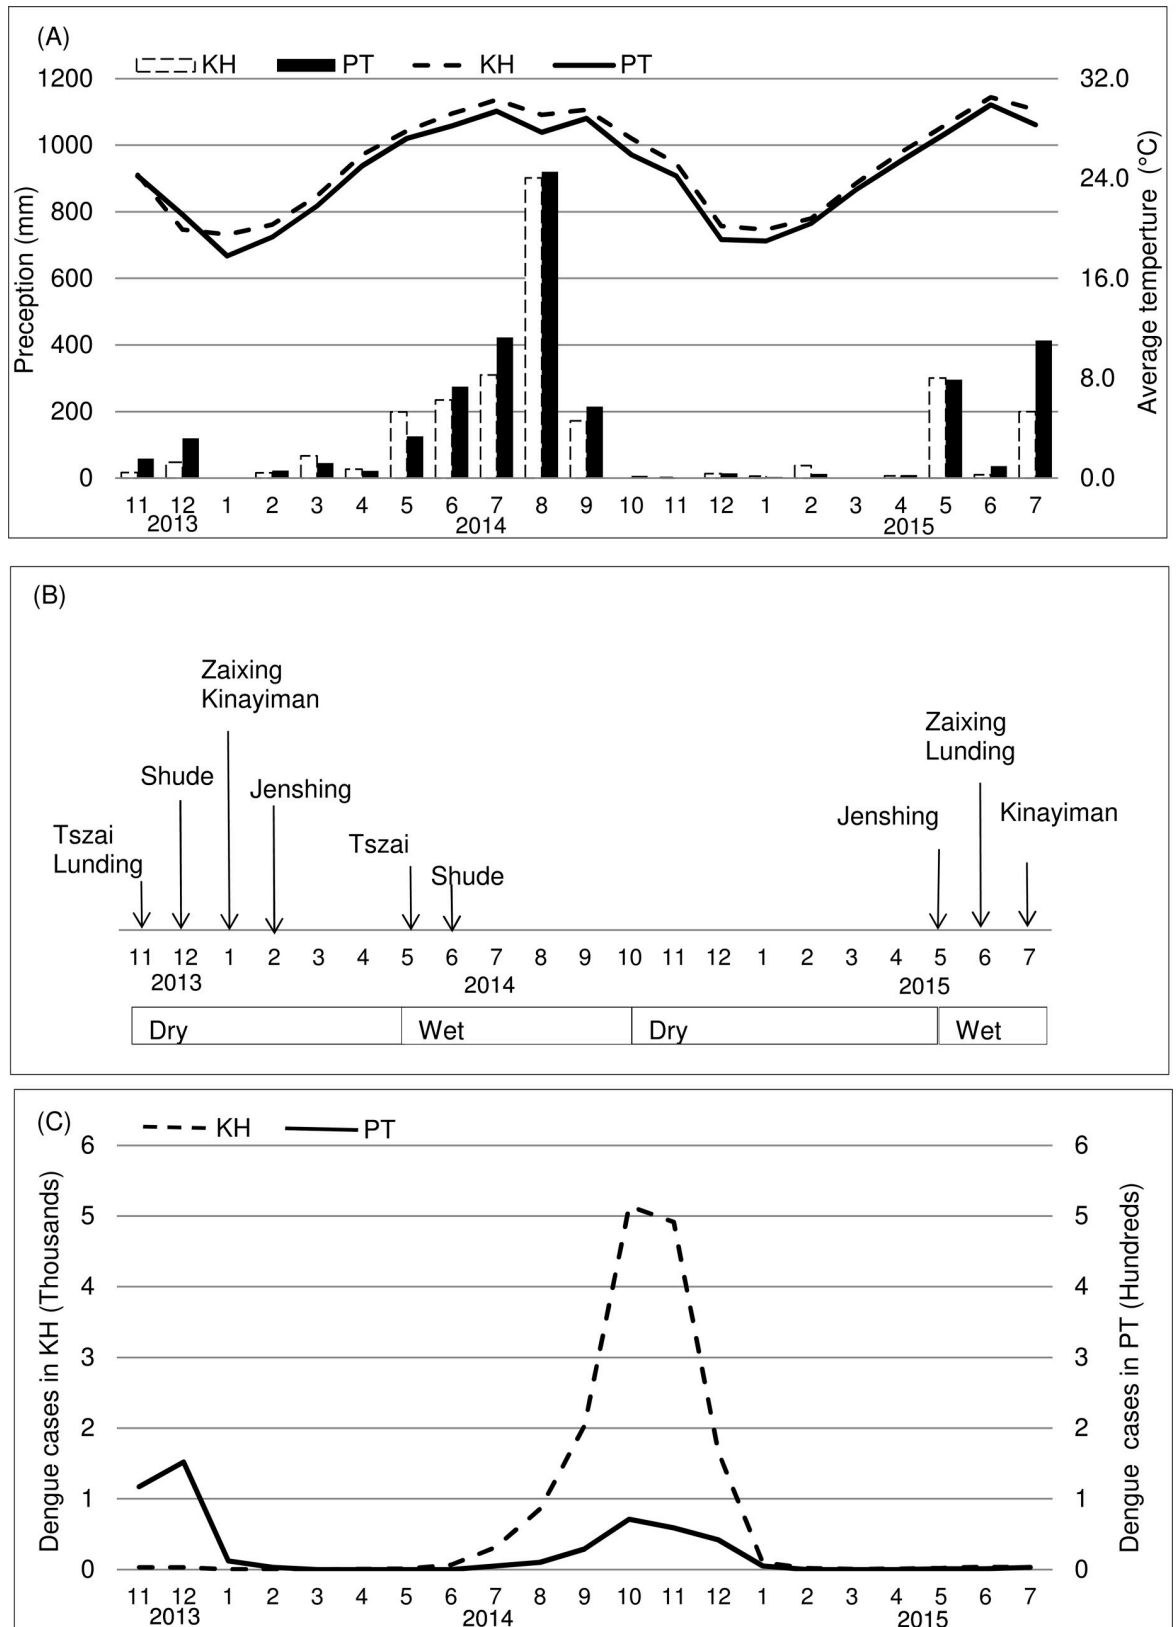 (A)
KH PT KH PT
1200 32.0
1000
24.0
800
600 16.0
400
8.0
200
0 0.0
Preception (mm)
Average temperture (°C)
11 12 1 2 3 4 5 6 7 8 9 10 11 12 1 2 3 4 5 6 7
2013 2014 2015
(B)
Zaixing
Kinayiman
Shude
Jenshing
Tszai
Lunding
Tszai
Shude
Zaixing
Lunding
Jenshing
Kinayiman
11 12 1 2 3 4 5 6 7 8 9 10 11 12 1 2 3 4 5 6 7
2013 2014 2015
Dry Wet Dry Wet
(C)
KH PT
6 6
5 5
4 4
3 3
2 2
1 1
0 0
Dengue cases in KH (Thousands)
Dengue cases in PT (Hundreds)
11 12 1 2 3 4 5 6 7 8 9 10 11 12 1 2 3 4 5 6 7
2013 2014 2015